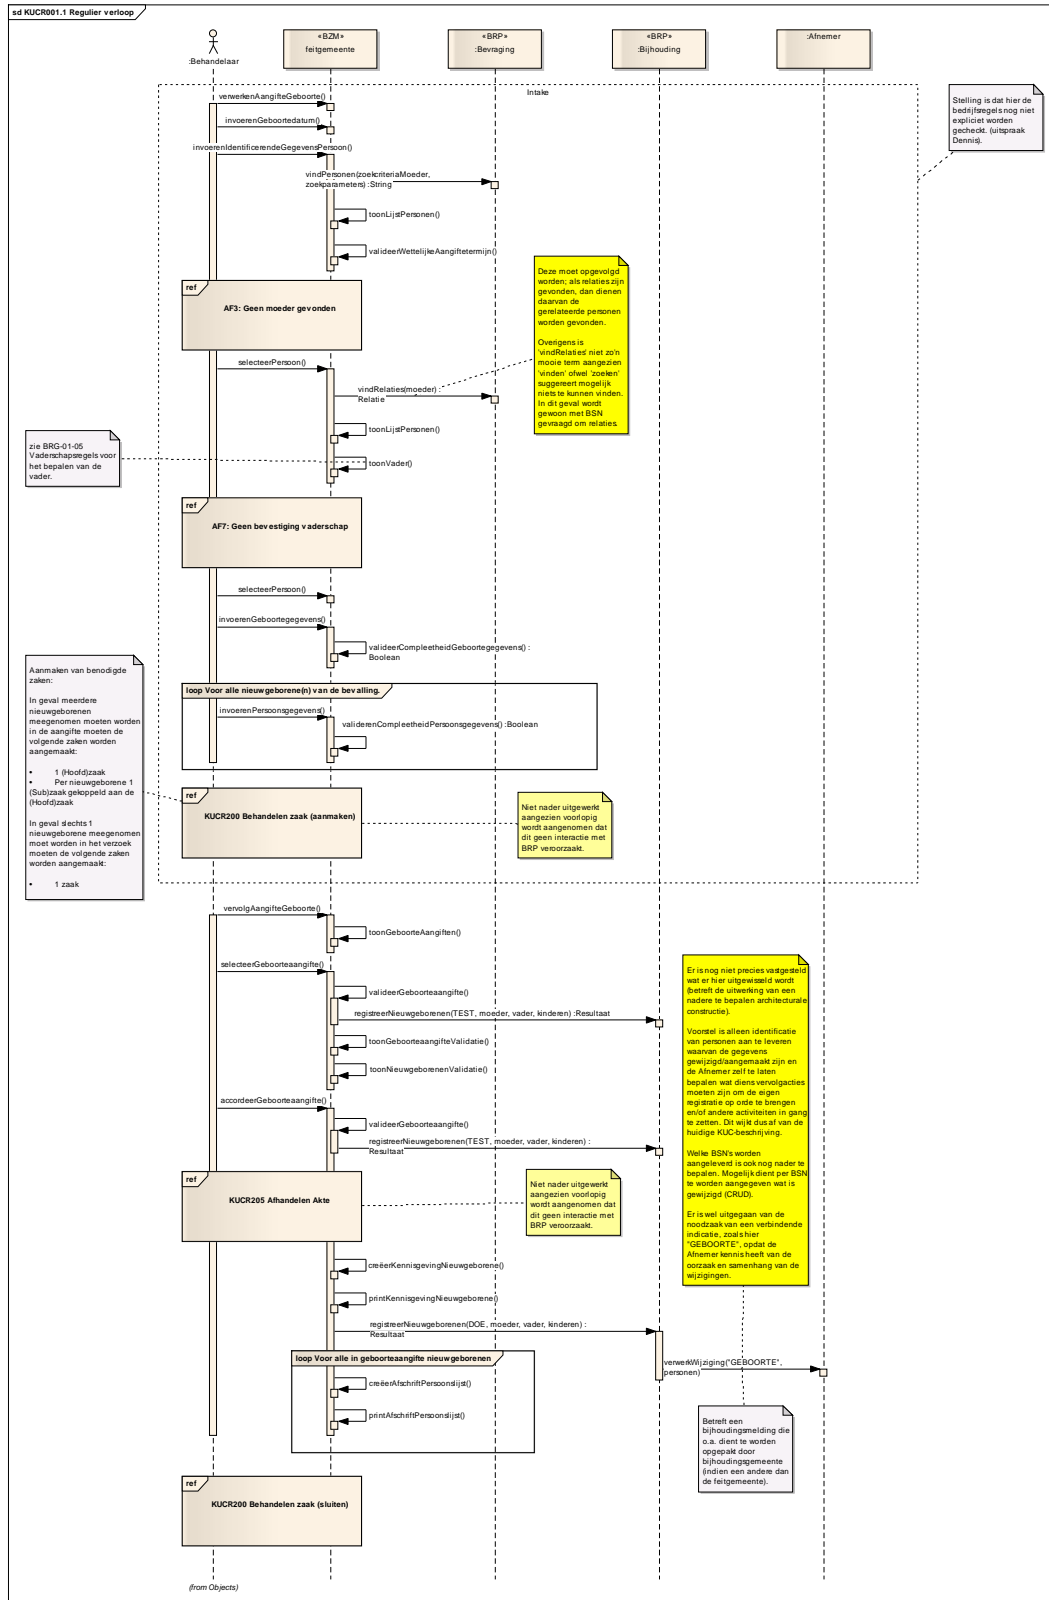 sd KUCR001.1 Regulier verloop
:Behandelaar
«BZM»
feitgemeente
«BRP»
:Bevraging
«BRP»
:Bijhouding
:Afnemer
Intake
verwerkenAangifteGeboorte()
invoerenGeboortedatum()
invoerenIdentificerendeGegevensPersoon()
vindPersonen(zoekcriteriaMoeder,
zoekparameters) :String
toonLijstPersonen()
valideerWettelijkeAangiftetermijn()
Stelling is dat hier de
bedrijfsregels nog niet
expliciet worden
gecheckt. (uitspraak
Dennis).
ref
AF3: Geen moeder gevonden
Deze moet opgevolgd
worden; als relaties zijn
gevonden, dan dienen
daarvan de
gerelateerde personen
worden gevonden.
Overigens is
'vindRelaties' niet zo'n
mooie term aangezien
'vinden' ofwel 'zoeken'
suggereert mogelijk
niets te kunnen vinden.
In dit geval wordt
gewoon met BSN
gevraagd om relaties.
selecteerPersoon()
vindRelaties(moeder) :
Relatie
toonLijstPersonen()
toonVader()
zie BRG-01-05
Vaderschapsregels voor
het bepalen van de
vader.
ref
AF7: Geen bevestiging vaderschap
selecteerPersoon()
invoerenGeboortegegevens()
valideerCompleetheidGeboortegegevens() :
Boolean
loop Voor alle nieuwgeborene(n) van de bevalling.
invoerenPersoonsgegevens()
validerenCompleetheidPersoonsgegevens() :Boolean
Aanmaken van benodigde
zaken:
In geval meerdere
nieuwgeborenen
meegenomen moeten worden
in de aangifte moeten de
volgende zaken worden
aangemaakt:
• 1 (Hoofd)zaak
• Per nieuwgeborene 1
(Sub)zaak gekoppeld aan de
(Hoofd)zaak
In geval slechts 1
nieuwgeborene meegenomen
moet worden in het verzoek
moeten de volgende zaken
worden aangemaakt:
• 1 zaak
ref
KUCR200 Behandelen zaak (aanmaken)
Niet nader uitgewerkt
aangezien voorlopig
wordt aangenomen dat
dit geen interactie met
BRP veroorzaakt.
vervolgAangifteGeboorte()
toonGeboorteAangiften()
selecteerGeboorteaangifte()
valideerGeboorteaangifte()
registreerNieuwgeborenen(TEST, moeder, vader, kinderen) :Resultaat
toonGeboorteaangifteValidatie()
toonNieuwgeborenenValidatie()
accordeerGeboorteaangifte()
valideerGeboorteaangifte()
registreerNieuwgeborenen(TEST, moeder, vader, kinderen) :
Resultaat
Er is nog niet precies vastgesteld
wat er hier uitgewisseld wordt
(betreft de uitwerking van een
nadere te bepalen architecturale
constructie).
Voorstel is alleen identificatie
van personen aan te leveren
waarvan de gegevens
gewijzigd/aangemaakt zijn en
de Afnemer zelf te laten
bepalen wat diens vervolgacties
moeten zijn om de eigen
registratie op orde te brengen
en/of andere activiteiten in gang
te zetten. Dit wijkt dus af van de
huidige KUC-beschrijving.
Welke BSN's worden
aangeleverd is ook nog nader te
bepalen. Mogelijk dient per BSN
te worden aangegeven wat is
gewijzigd (CRUD).
Er is wel uitgegaan van de
noodzaak van een verbindende
indicatie, zoals hier
"GEBOORTE", opdat de
Afnemer kennis heeft van de
oorzaak en samenhang van de
wijzigingen.
ref
KUCR205 Afhandelen Akte
Niet nader uitgewerkt
aangezien voorlopig
wordt aangenomen dat
dit geen interactie met
BRP veroorzaakt.
creëerKennisgevingNieuwgeborene()
printKennisgevingNieuwgeborene()
registreerNieuwgeborenen(DOE, moeder, vader, kinderen) :
Resultaat
loop Voor alle in geboorteaangifte nieuwgeborenen
verwerkWijziging("GEBOORTE",
personen)
creëerAfschriftPersoonslijst()
printAfschriftPersoonslijst()
Betreft een
bijhoudingsmelding die
o.a. dient te worden
opgepakt door
bijhoudingsgemeente
(indien een andere dan
de feitgemeente).
ref
KUCR200 Behandelen zaak (sluiten)
(from Objects)